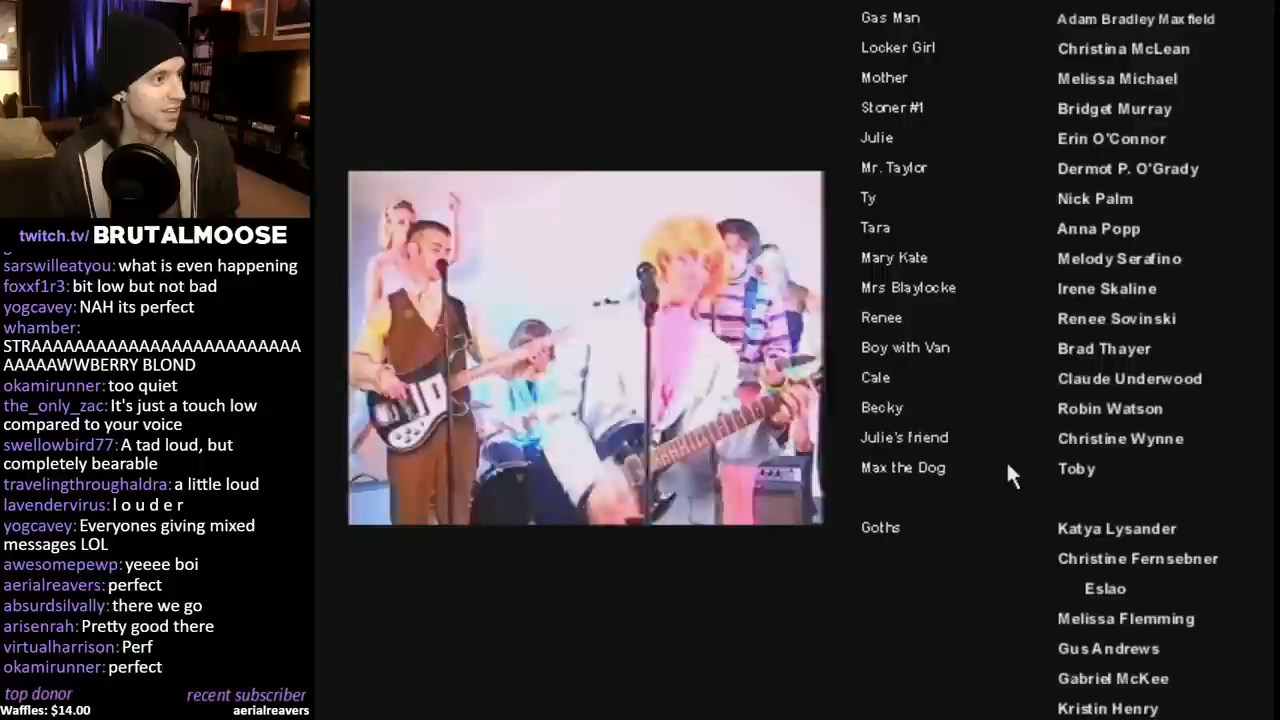 twitch.tv/ BRUTALMOOSE
sarswilleatyou: what is even happening
foxxf1r3: bit low but not bad
yogcavey: NAH its perfect
whamber:
STRAAAAAAAAAAAAAAAAAAAAAAAA
AAAAAWWBERRY BLOND
okamirunner: too quiet
the_only_zac: It's just a touch low
compared to your voice
swellowbird77: A tad loud, but
completely bearable
travelingthroughaldra: a little loud
lavendervirus: l o u d e r
yogcavey: Everyones giving mixed
messages LOL
awesomepewp: yeeee boi
aerialreavers: perfect
absurdsilvally: there we go
arisenrah: Pretty good there
virtualharrison: Perf
okamirunner: perfect
top donor recent subscriber
Waffles: $14.00 aerialreavers
Gas Man Adam Bradley Maxfield
Locker Girl Christina McLean
Mother Melissa Michael
Stoner #1 Bridget Murray
Julie Erin O'Connor
Mr. Taylor Dermot P. O'Grady
Ty Nick Palm
Tara Anna Popp
Mary Kate Melody Serafino
Mrs Blaylocke Irene Skaline
Renee Renee Sovinski
Boy with Van Brad Thayer
Cale Claude Underwood
Becky Robin Watson
Julie's friend Christine Wynne
Max the Dog Toby
Goths Katya Lysander
Christine Fernsebner
Eslao
Melissa Flemming
Gus Andrews
Gabriel McKee
Kristin Henry